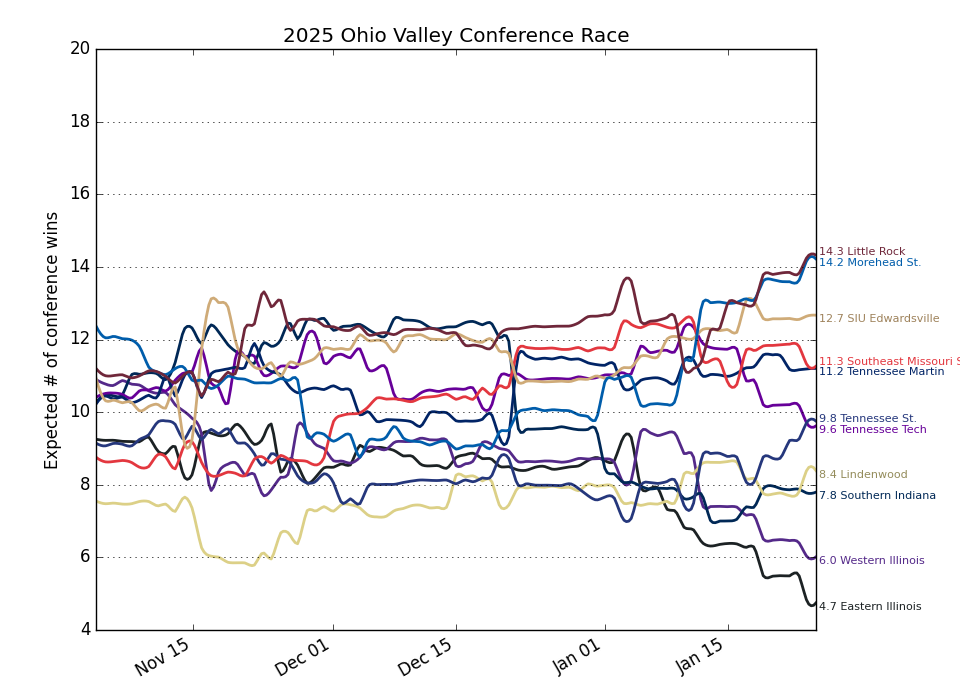 2025 Ohio Valley Conference Race
Expected # of conference wins
20
18
16
14
12
10
8
6
4
Nov 15
Dec 01
Dec 15
Jan 01
Jan 15
14.3 Little Rock
14.2 Morehead St.
12.7 SIU Edwardsville
11.3 Southeast Missouri S
11.2 Tennessee Martin
9.8 Tennessee St.
9.6 Tennessee Tech
8.4 Lindenwood
7.8 Southern Indiana
6.0 Western Illinois
4.7 Eastern Illinois